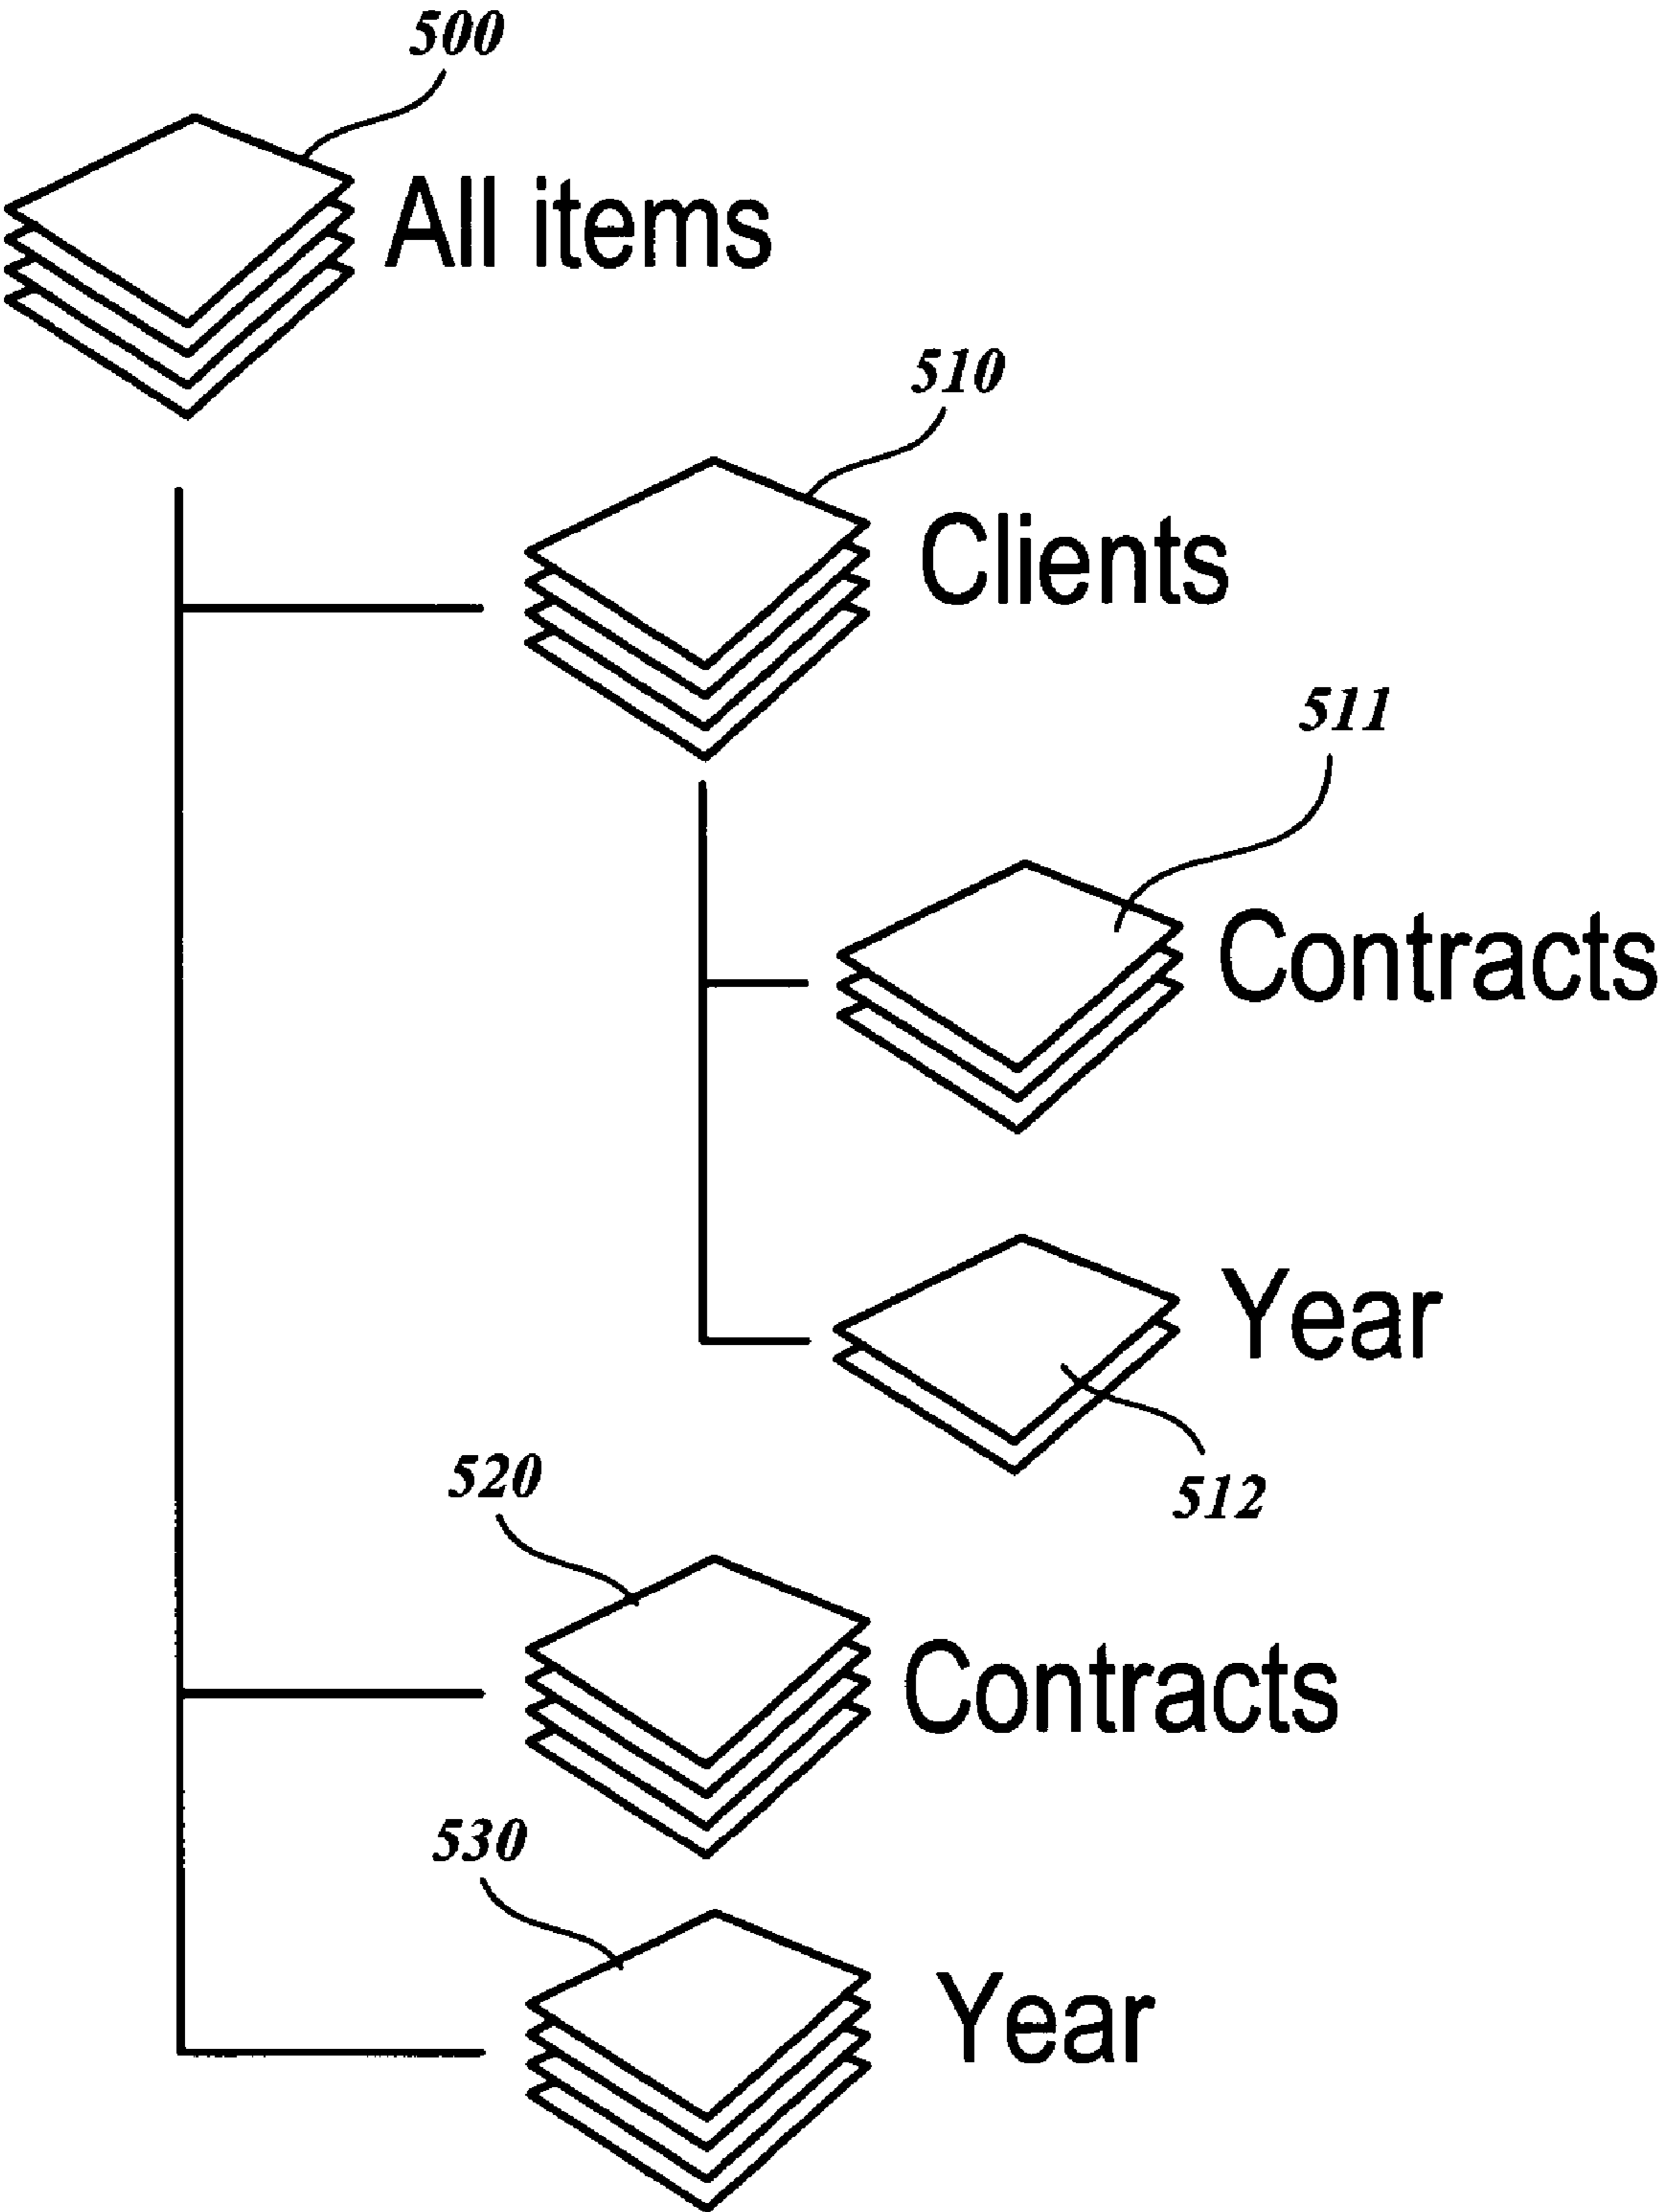 500
All items
510
Clients
511
Contracts
Year
512
520
Contracts
530
Year